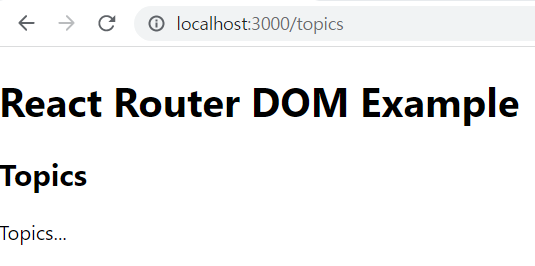 localhost:3000/topics
React Router DOM Example
Topics
Topics...